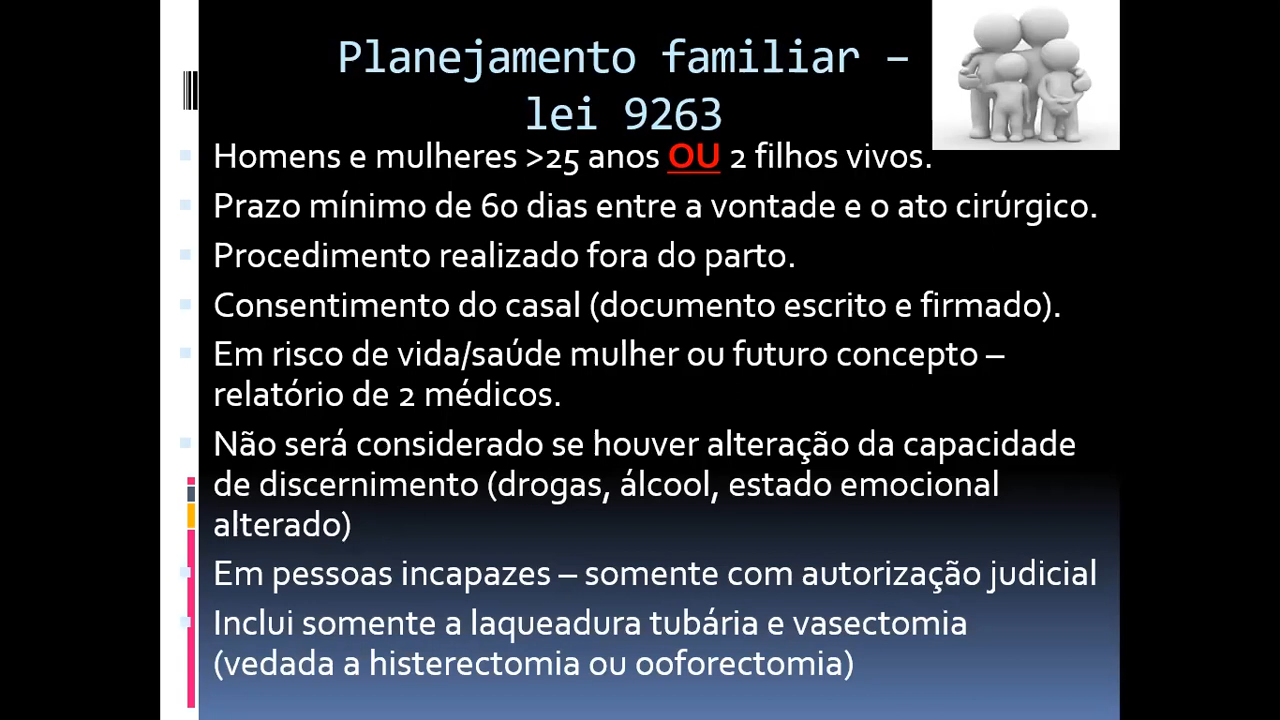 Planejamento familiar –
lei 9263
Homens e mulheres >25 anos OU 2 filhos vivos.
Prazo mínimo de 60 dias entre a vontade e o ato cirúrgico.
Procedimento realizado fora do parto.
Consentimento do casal (documento escrito e firmado).
Em risco de vida/saúde mulher ou futuro concepto –
relatório de 2 médicos.
Não será considerado se houver alteração da capacidade
de discernimento (drogas, álcool, estado emocional
alterado)
Em pessoas incapazes – somente com autorização judicial
Inclui somente a laqueadura tubária e vasectomia
(vedada a histerectomia ou ooforectomia)